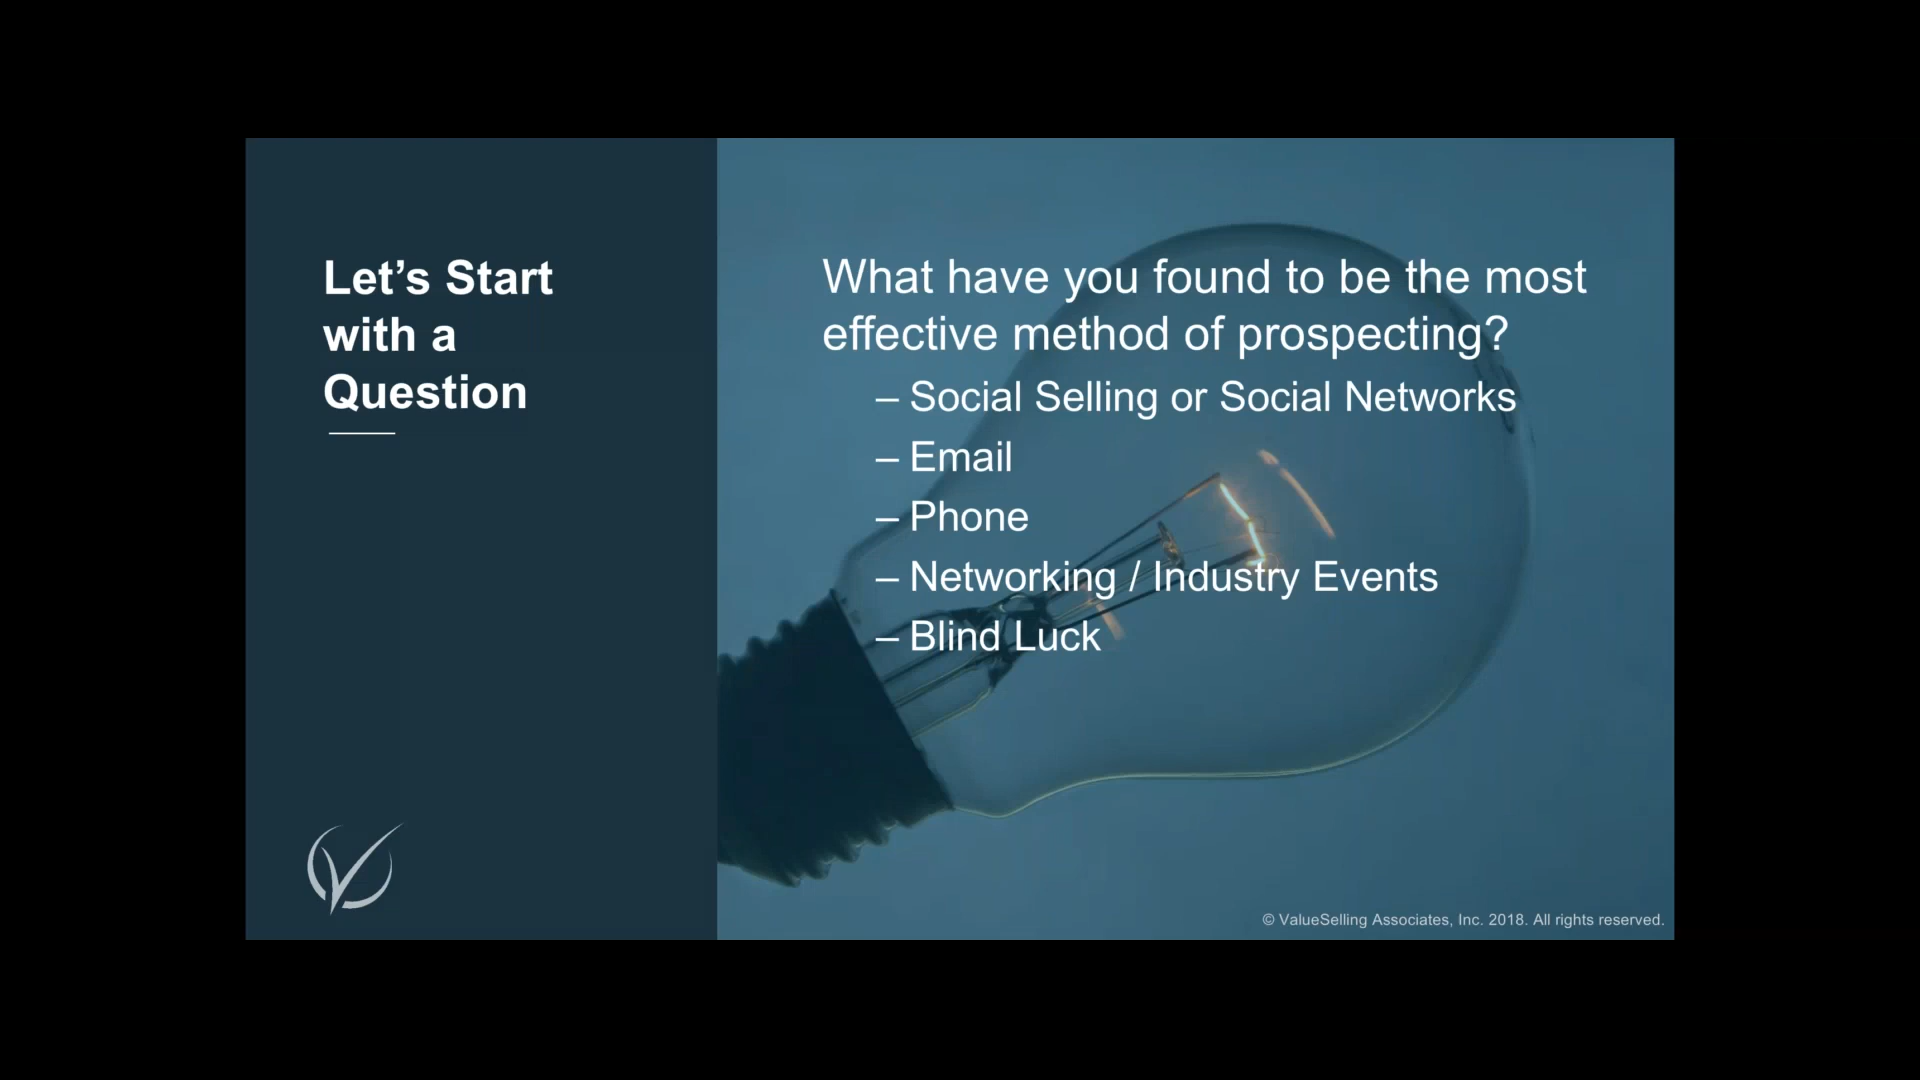 Let’s Start
with a
Question
What have you found to be the most
effective method of prospecting?
– Social Selling or Social Networks
– Email
– Phone
– Networking / Industry Events
– Blind Luck
© ValueSelling Associates, Inc. 2018. All rights reserved.